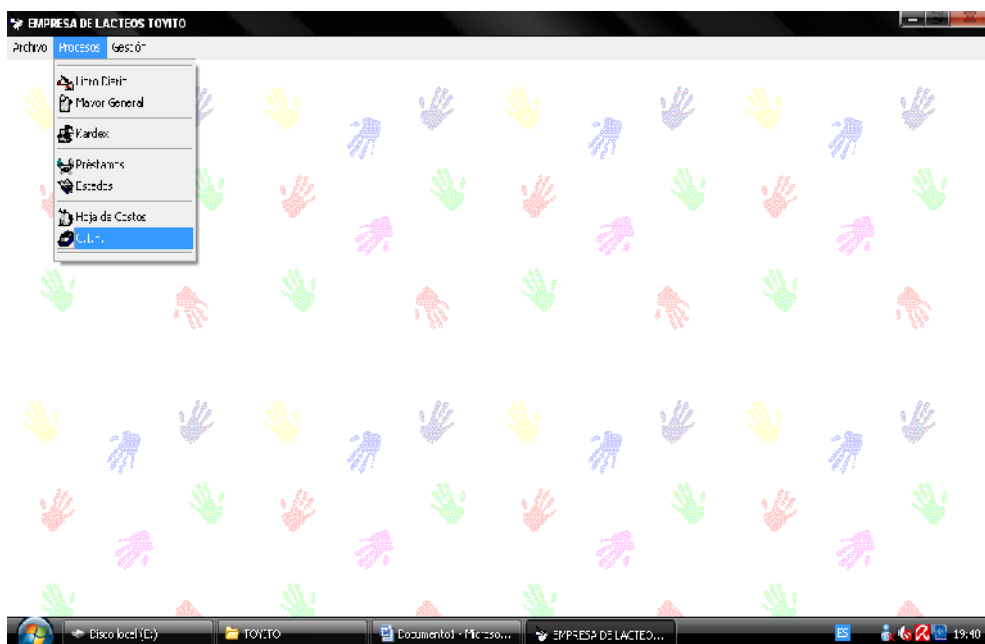 EMPRESA DE LACTEOS TOYITO
Archivo Procesos Gestión
Libro Diario
Mayor General
Kardex
Préstamos
Estados
Hoja de Costos
Disco local (E:) TOYITO Documento1 - Microso... EMPRESA DE LACTEO... ES 19:40